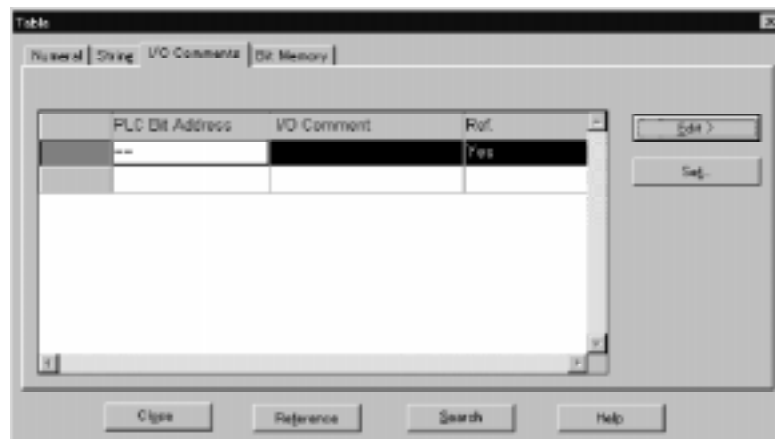 Table
Numeral String I/O Comments Bit Memory
PLC Bit Address I/O Comment Ref.
-- Yes
Edit >
Set..
Close Reference Search Help